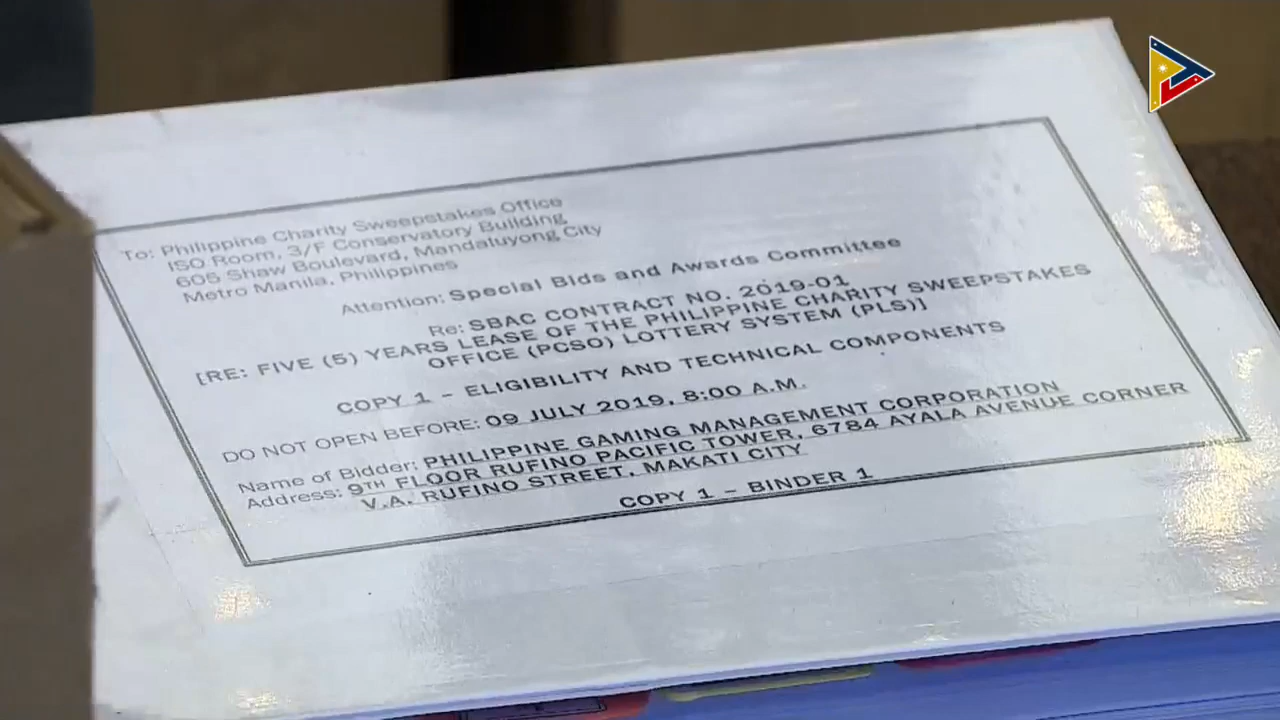 To: Philippine Charity Sweepstakes Office
ISO Room, 3/F Conservatory Building
605 Shaw Boulevard, Mandaluyong City
Metro Manila, Philippines
Attention: Special Bids and Awards Committee
Re: SBAC CONTRACT NO. 2019-01
[RE: FIVE (5) YEARS LEASE OF THE PHILIPPINE CHARITY SWEEPSTAKES
OFFICE (PCSO) LOTTERY SYSTEM (PLS)]
COPY 1 – ELIGIBILITY AND TECHNICAL COMPONENTS
DO NOT OPEN BEFORE: 09 JULY 2019, 8:00 A.M.
Name of Bidder: PHILIPPINE GAMING MANAGEMENT CORPORATION
Address: 9TH FLOOR RUFINO PACIFIC TOWER, 6784 AYALA AVENUE CORNER
V.A. RUFINO STREET, MAKATI CITY
COPY 1 – BINDER 1